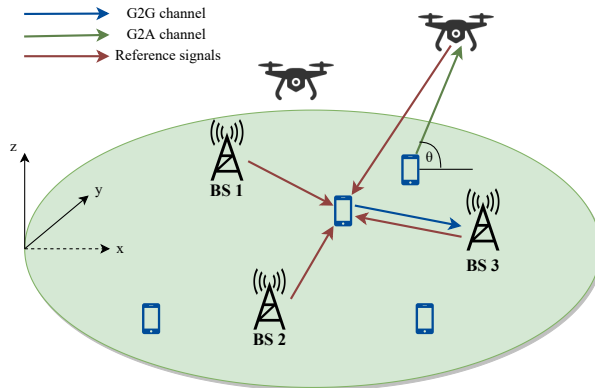 G2G channel
G2A channel
Reference signals
z
y
x
BS 1
θ
BS 3
BS 2